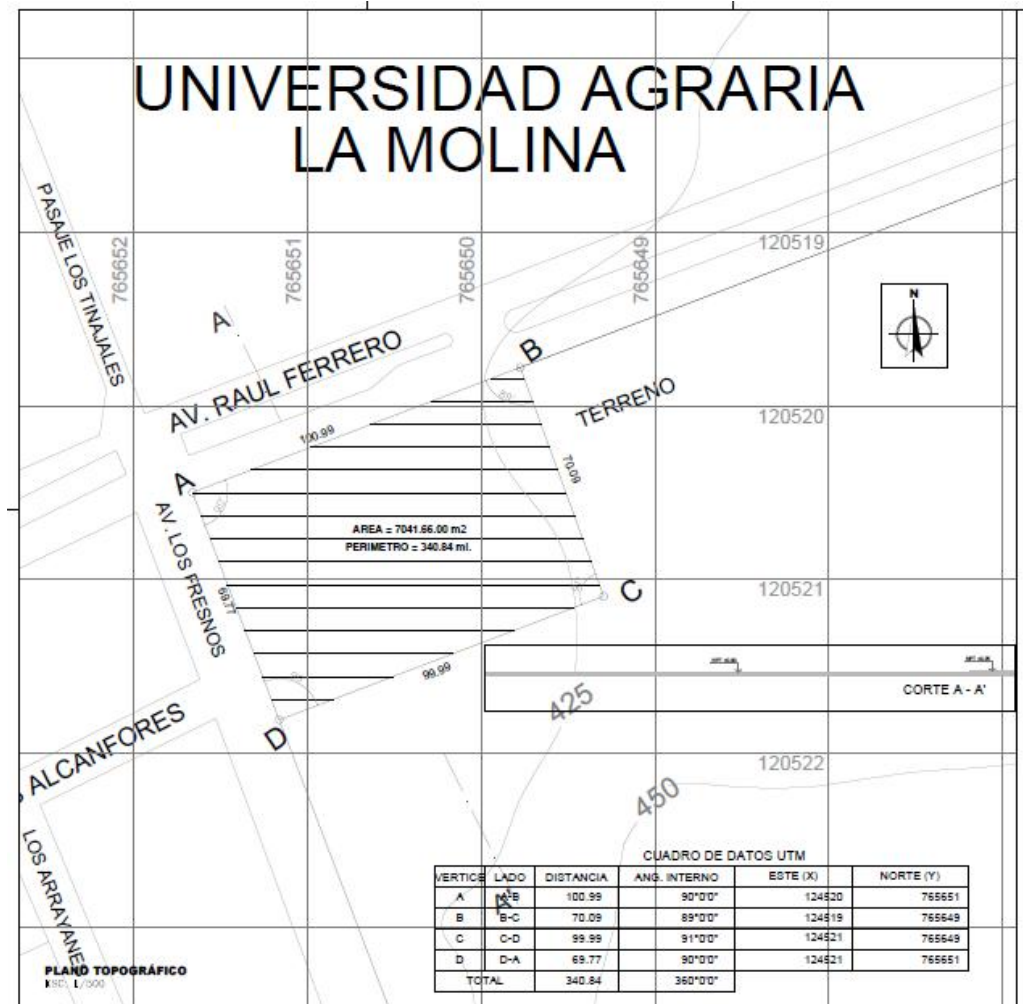 UNIVERSIDAD AGRARIA
LA MOLINA
PASAJE LOS TINAJALES
765652
765651
765650
765649
120519
N
A
AV. RAUL FERRERO
B
TERRENO
120520
100.99
70.09
A
AV. LOS FRESNOS
AREA = 7041.66.00 m2
PERIMETRO = 340.84 ml.
69.77
C
120521
99.99
CORTE A - A'
425
D
ALCANFORES
120522
450
LOS ARRAYANES
A'
CUADRO DE DATOS UTM
VERTICE LADO DISTANCIA ANG. INTERNO ESTE (X) NORTE (Y)
A A-B 100.99 90°0'0" 124520 765651
B B-C 70.09 89°0'0" 124519 765649
C C-D 99.99 91°0'0" 124521 765649
D D-A 69.77 90°0'0" 124521 765651
TOTAL 340.84 360°0'0"
PLANO TOPOGRÁFICO